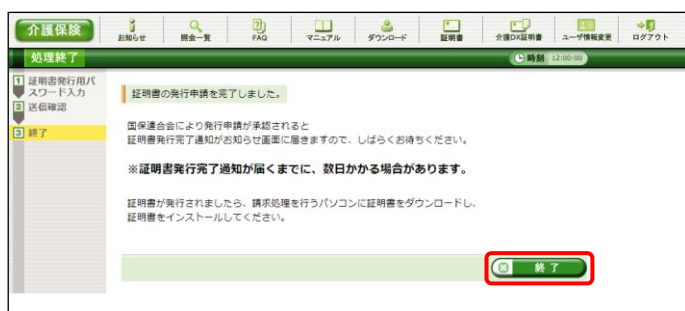 介護保険
お知らせ
照会一覧
FAQ
マニュアル
ダウンロード
証明書
介護DX証明書
ユーザ情報変更
ログアウト
処理終了
時刻 12:00:00
1 証明書発行用パ
スワード入力
2 送信確認
3 終了
証明書の発行申請を完了しました。
国保連合会により発行申請が承認されると
証明書発行完了通知がお知らせ画面に届きますので、しばらくお待ちください。
※証明書発行完了通知が届くまでに、数日かかる場合があります。
証明書が発行されましたら、請求処理を行うパソコンに証明書をダウンロードし、
証明書をインストールしてください。
終了